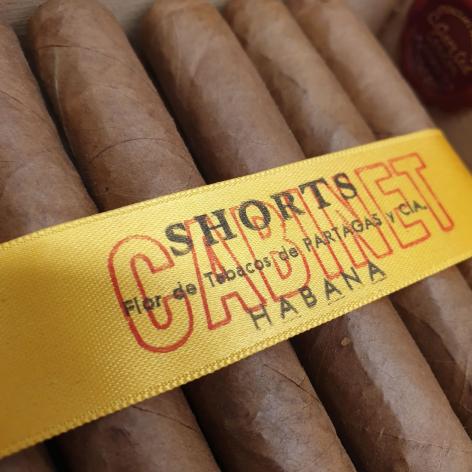 SHORTS
CABINET
Flor de Tabacos de PARTAGAS y CIA.
HABANA